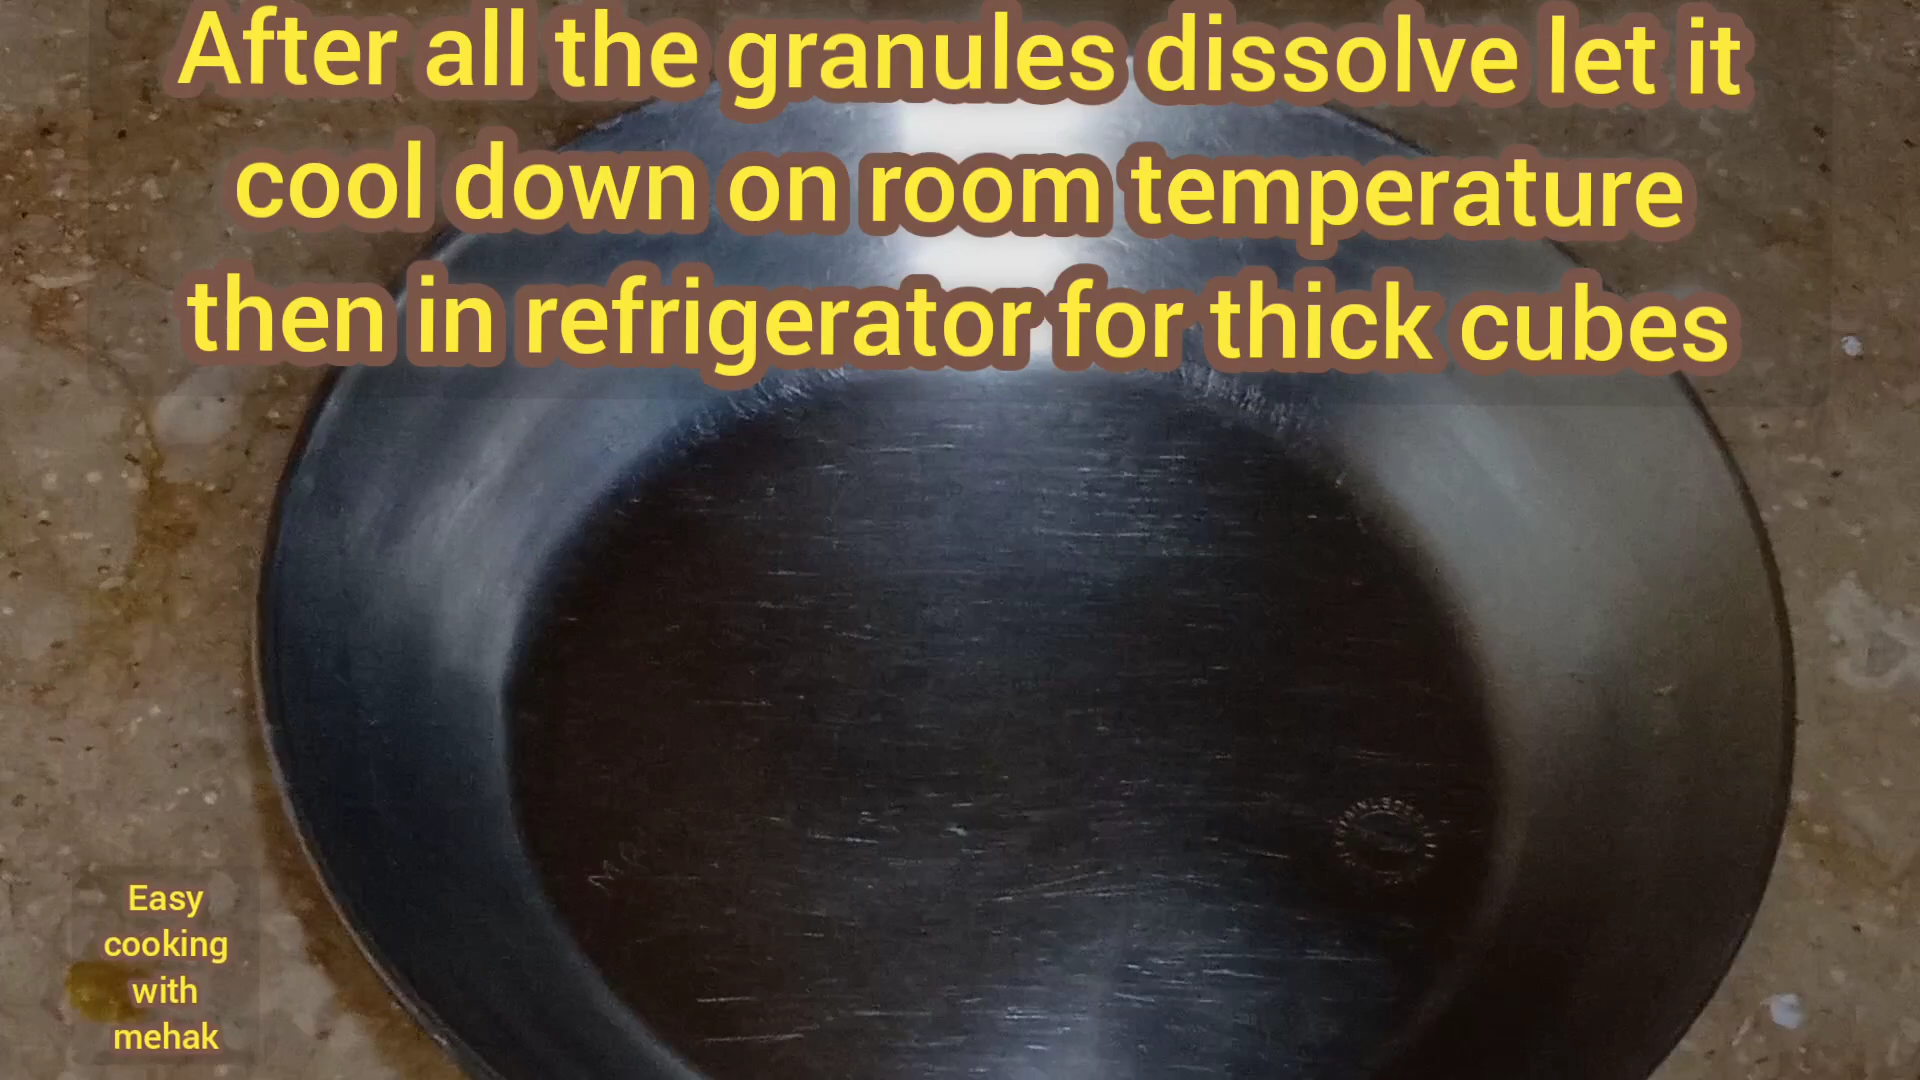 After all the granules dissolve let it
cool down on room temperature
then in refrigerator for thick cubes
Easy
cooking
with
mehak